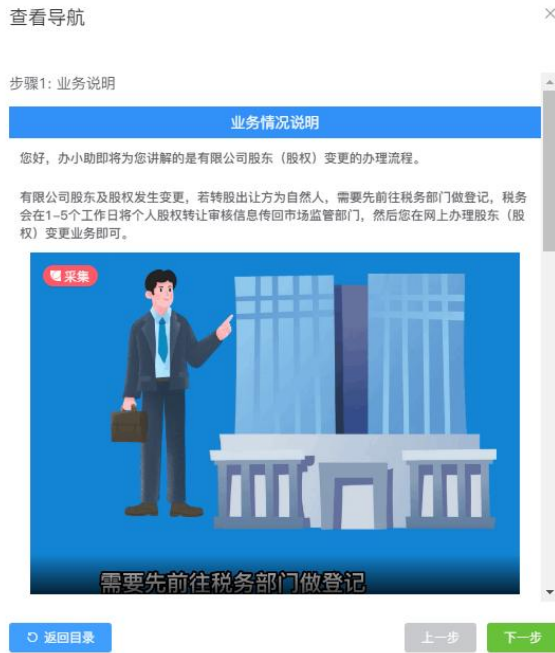 查看导航
×
步骤1: 业务说明
业务情况说明
您好，办小助即将为您讲解的是有限公司股东（股权）变更的办理流程。
有限公司股东及股权发生变更，若转股出让方为自然人，需要先前往税务部门做登记，税务
会在1-5个工作日将个人股权转让审核信息传回市场监管部门，然后您在网上办理股东（股
权）变更业务即可。
采集
需要先前往税务部门做登记
返回目录
上一步
下一步